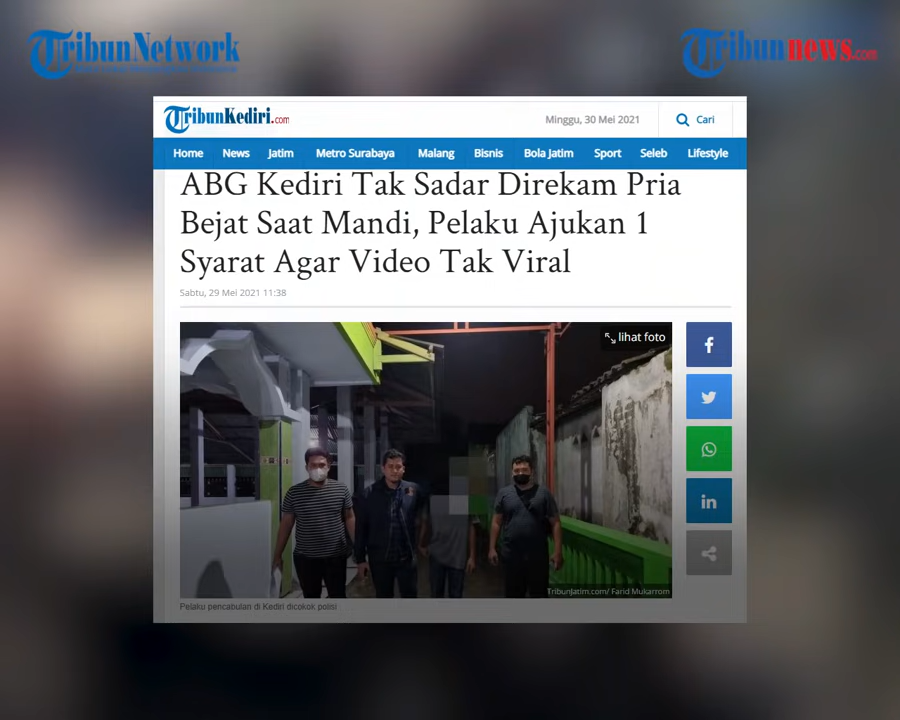 TribunNetwork
Tribunnews.com
TribunKediri.com
Minggu, 30 Mei 2021
Cari
Home News Jatim Metro Surabaya Malang Bisnis Bola Jatim Sport Seleb Lifestyle
ABG Kediri Tak Sadar Direkam Pria
Bejat Saat Mandi, Pelaku Ajukan 1
Syarat Agar Video Tak Viral
Sabtu, 29 Mei 2021 11:38
lihat foto
TribunJatim.com/ Farid Mukarrom
Pelaku pencabulan di Kediri dicokok polisi